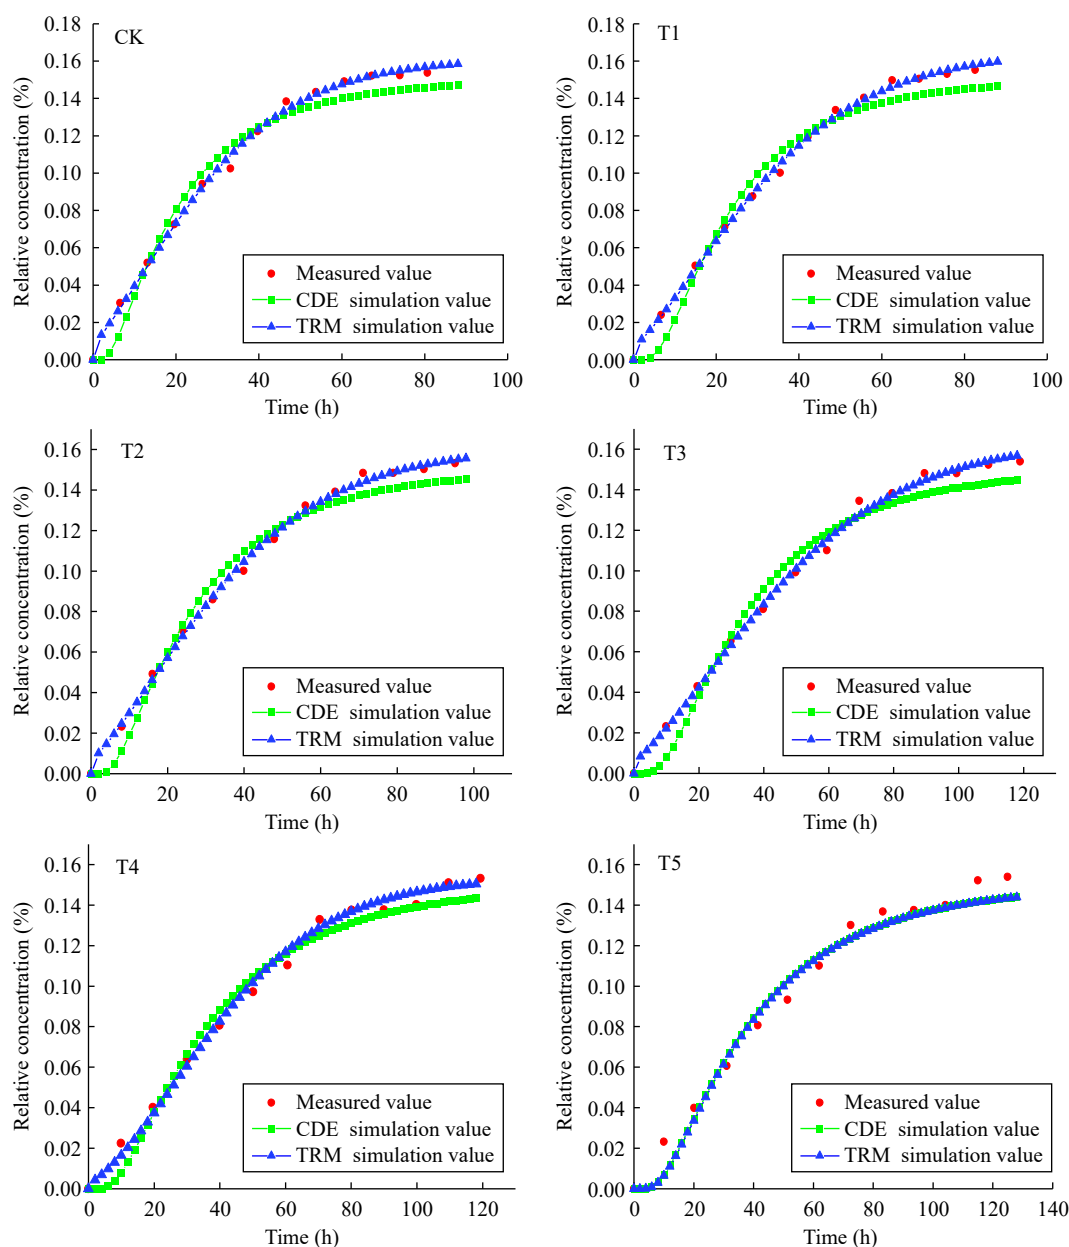 CK
Relative concentration (%)
0.18
0.16
0.14
0.12
0.10
0.08
0.06
0.04
0.02
0.00
Measured value
CDE simulation value
TRM simulation value
0 20 40 60 80 100
Time (h)
T1
Relative concentration (%)
0.18
0.16
0.14
0.12
0.10
0.08
0.06
0.04
0.02
0.00
Measured value
CDE simulation value
TRM simulation value
0 20 40 60 80 100
Time (h)
T2
Relative concentration (%)
0.16
0.14
0.12
0.10
0.08
0.06
0.04
0.02
0.00
Measured value
CDE simulation value
TRM simulation value
0 20 40 60 80 100
Time (h)
T3
Relative concentration (%)
0.16
0.14
0.12
0.10
0.08
0.06
0.04
0.02
0.00
Measured value
CDE simulation value
TRM simulation value
0 20 40 60 80 100 120
Time (h)
T4
Relative concentration (%)
0.16
0.14
0.12
0.10
0.08
0.06
0.04
0.02
0.00
Measured value
CDE simulation value
TRM simulation value
0 20 40 60 80 100 120
Time (h)
T5
Relative concentration (%)
0.16
0.14
0.12
0.10
0.08
0.06
0.04
0.02
0.00
Measured value
CDE simulation value
TRM simulation value
0 20 40 60 80 100 120 140
Time (h)